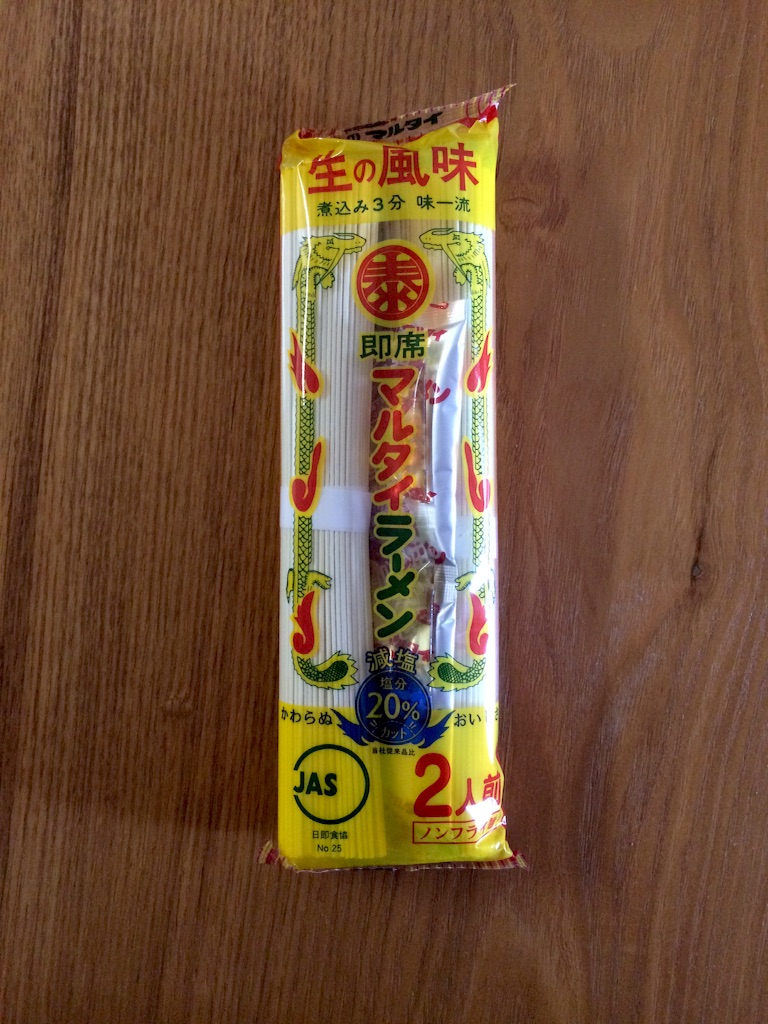 マルタイ
生の風味
煮込み3分 味一流
泰
即席
マルタイラーメン
減塩
塩分
20%
カット
当社従来品比
かわらぬ おい
JAS
2人前
日即食協
No 25
ノンフラ